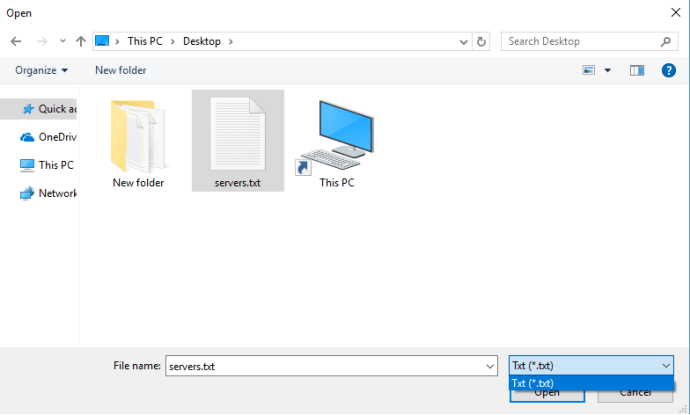 Open
This PC
Desktop
Search Desktop
Organize
New folder
Quick ac
OneDriv
This PC
Network
New folder
servers.txt
This PC
File name:
servers.txt
Txt (*.txt)
Txt (*.txt)
Open
Cancel